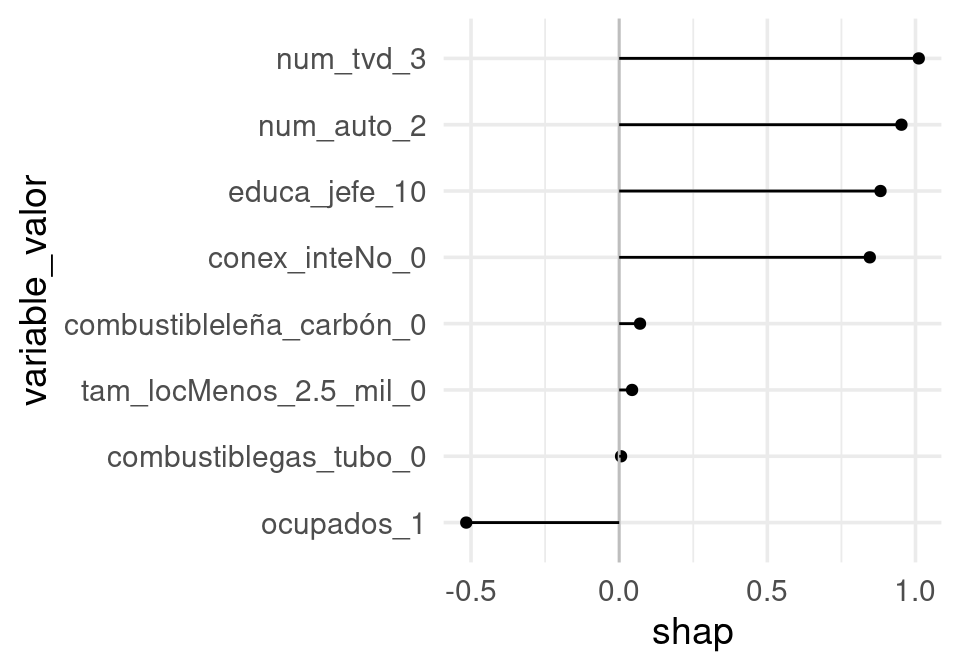 variable_valor
num_tvd_3
num_auto_2
educa_jefe_10
conex_inteNo_0
combustibleleña_carbón_0
tam_locMenos_2.5_mil_0
combustiblegas_tubo_0
ocupados_1
-0.5 0.0 0.5 1.0
shap